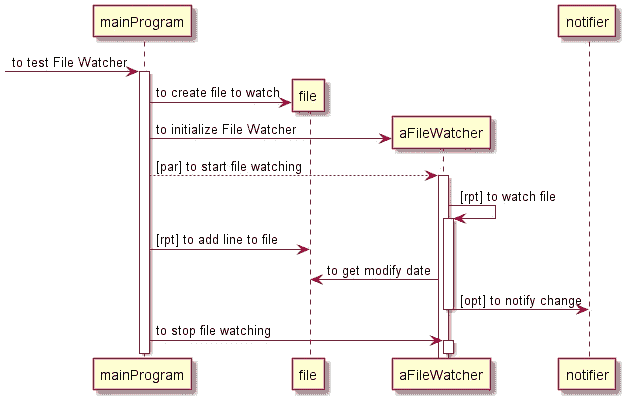 mainProgram
notifier
to test File Watcher
to create file to watch
file
to initialize File Watcher
aFileWatcher
[par] to start file watching
[rpt] to watch file
[rpt] to add line to file
to get modify date
[opt] to notify change
to stop file watching
mainProgram
file
aFileWatcher
notifier